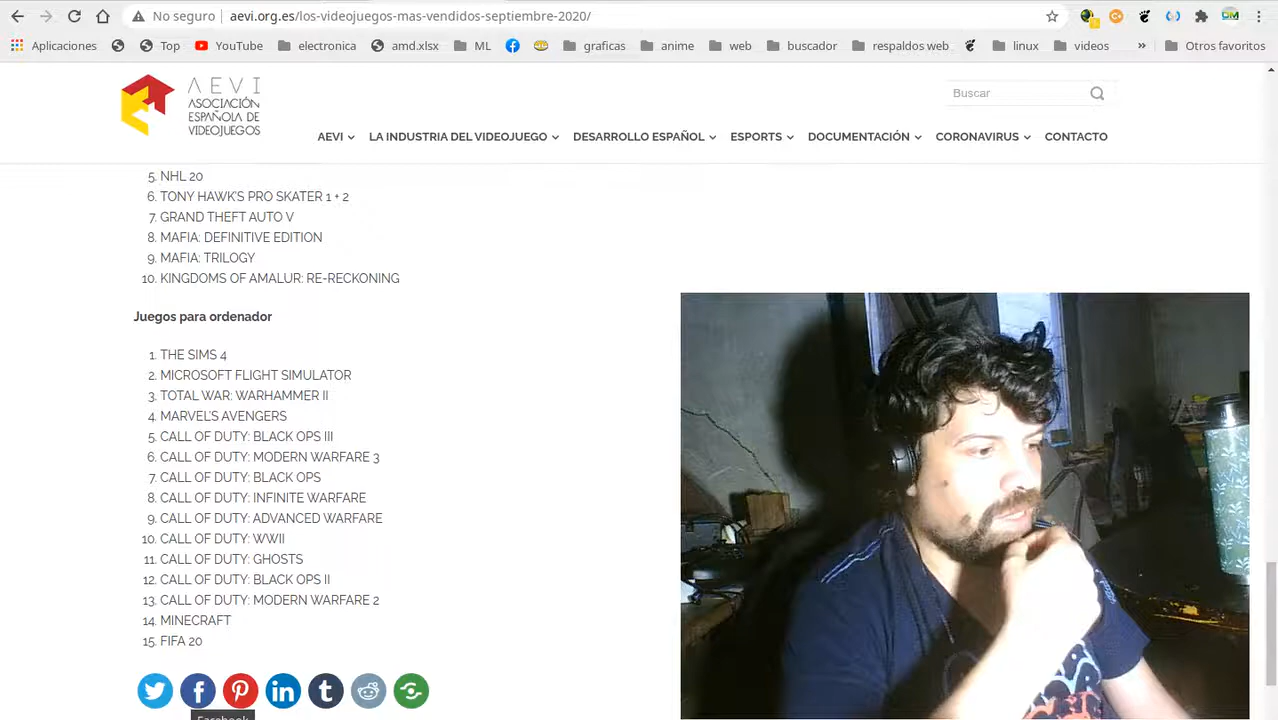 No seguro aevi.org.es/los-videojuegos-mas-vendidos-septiembre-2020/
Aplicaciones Top YouTube electronica amd.xlsx ML graficas anime web buscador respaldos web linux videos » Otros favoritos
AEVI
ASOCIACIÓN
ESPAÑOLA DE
VIDEOJUEGOS
Buscar
AEVI LA INDUSTRIA DEL VIDEOJUEGO DESARROLLO ESPAÑOL ESPORTS DOCUMENTACIÓN CORONAVIRUS CONTACTO
5. NHL 20
6. TONY HAWK'S PRO SKATER 1 + 2
7. GRAND THEFT AUTO V
8. MAFIA: DEFINITIVE EDITION
9. MAFIA: TRILOGY
10. KINGDOMS OF AMALUR: RE-RECKONING
Juegos para ordenador
1. THE SIMS 4
2. MICROSOFT FLIGHT SIMULATOR
3. TOTAL WAR: WARHAMMER II
4. MARVEL'S AVENGERS
5. CALL OF DUTY: BLACK OPS III
6. CALL OF DUTY: MODERN WARFARE 3
7. CALL OF DUTY: BLACK OPS
8. CALL OF DUTY: INFINITE WARFARE
9. CALL OF DUTY: ADVANCED WARFARE
10. CALL OF DUTY: WWII
11. CALL OF DUTY: GHOSTS
12. CALL OF DUTY: BLACK OPS II
13. CALL OF DUTY: MODERN WARFARE 2
14. MINECRAFT
15. FIFA 20
Facebook